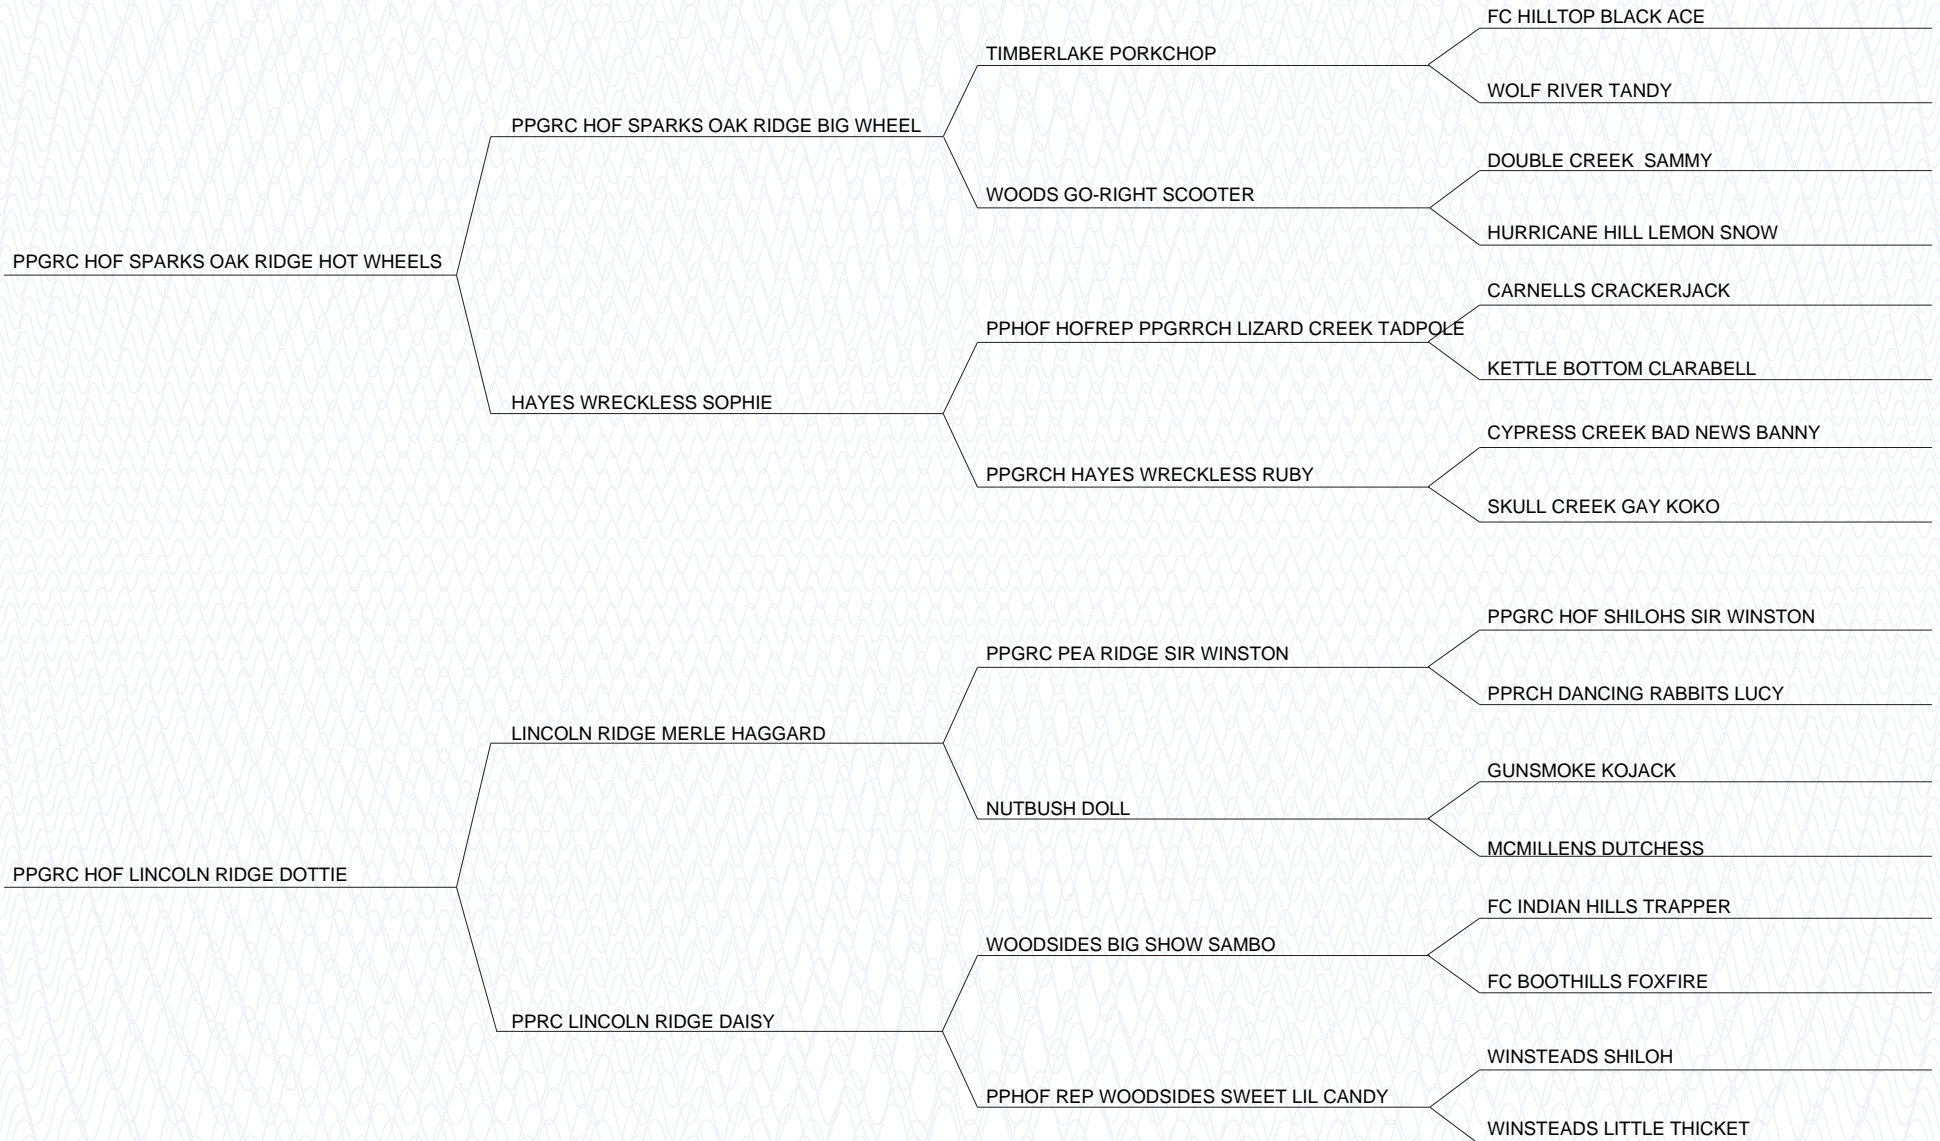 FC HILLTOP BLACK ACE
TIMBERLAKE PORKCHOP
WOLF RIVER TANDY
PPGRC HOF SPARKS OAK RIDGE BIG WHEEL
DOUBLE CREEK  SAMMY
WOODS GO-RIGHT SCOOTER
HURRICANE HILL LEMON SNOW
PPGRC HOF SPARKS OAK RIDGE HOT WHEELS
CARNELLS CRACKERJACK
PPHOF HOFREP PPGRRCH LIZARD CREEK TADPOLE
KETTLE BOTTOM CLARABELL
HAYES WRECKLESS SOPHIE
CYPRESS CREEK BAD NEWS BANNY
PPGRCH HAYES WRECKLESS RUBY
SKULL CREEK GAY KOKO
PPGRC HOF SHILOHS SIR WINSTON
PPGRC PEA RIDGE SIR WINSTON
PPRCH DANCING RABBITS LUCY
LINCOLN RIDGE MERLE HAGGARD
GUNSMOKE KOJACK
NUTBUSH DOLL
MCMILLENS DUTCHESS
PPGRC HOF LINCOLN RIDGE DOTTIE
FC INDIAN HILLS TRAPPER
WOODSIDES BIG SHOW SAMBO
FC BOOTHILLS FOXFIRE
PPRC LINCOLN RIDGE DAISY
WINSTEADS SHILOH
PPHOF REP WOODSIDES SWEET LIL CANDY
WINSTEADS LITTLE THICKET